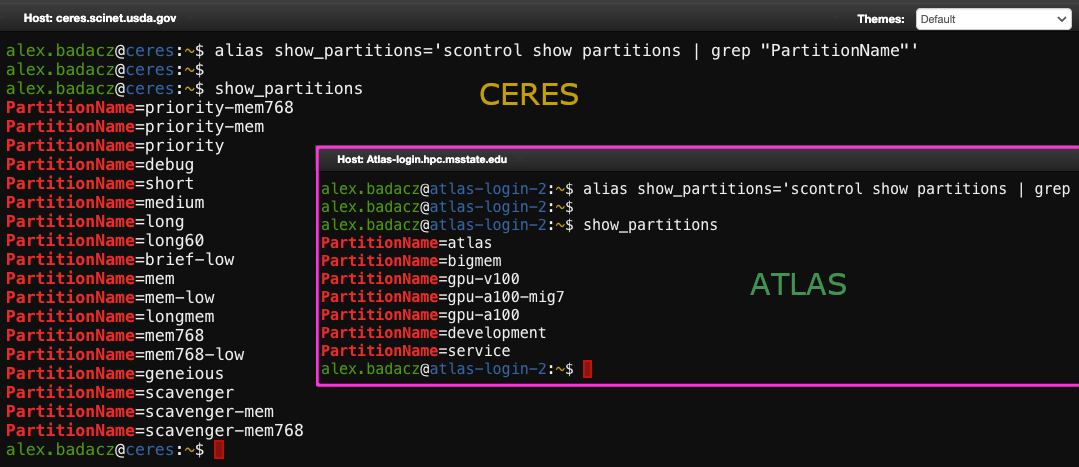 Host: ceres.scinet.usda.gov
Themes: Default
alex.badacz@ceres:~$ alias show_partitions='scontrol show partitions | grep "PartitionName"'
alex.badacz@ceres:~$
alex.badacz@ceres:~$ show_partitions
CERES
PartitionName=priority-mem768
PartitionName=priority-mem
PartitionName=priority
PartitionName=debug
PartitionName=short
PartitionName=medium
PartitionName=long
PartitionName=long60
PartitionName=brief-low
PartitionName=mem
PartitionName=mem-low
PartitionName=longmem
PartitionName=mem768
PartitionName=mem768-low
PartitionName=geneious
PartitionName=scavenger
PartitionName=scavenger-mem
PartitionName=scavenger-mem768
alex.badacz@ceres:~$
Host: Atlas-login.hpc.msstate.edu
alex.badacz@atlas-login-2:~$ alias show_partitions='scontrol show partitions | grep
alex.badacz@atlas-login-2:~$
alex.badacz@atlas-login-2:~$ show_partitions
PartitionName=atlas
PartitionName=bigmem
PartitionName=gpu-v100
PartitionName=gpu-a100-mig7
PartitionName=gpu-a100
PartitionName=development
PartitionName=service
alex.badacz@atlas-login-2:~$
ATLAS